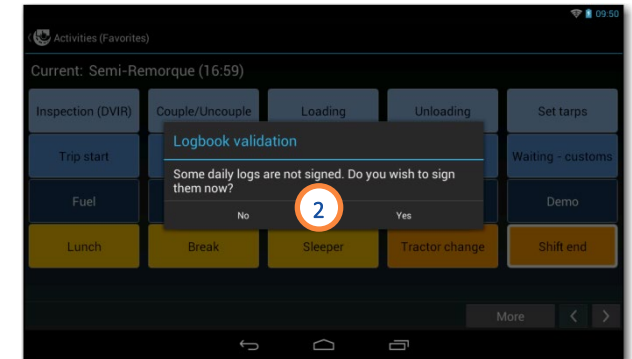 09:50
Activities (Favorites)
Current: Semi-Remorque (16:59)
Inspection (DVIR) Couple/Uncouple Loading Unloading Set tarps
Logbook validation
Trip start Waiting - customs
Some daily logs are not signed. Do you wish to sign
them now?
Fuel Demo
No 2 Yes
Lunch Break Sleeper Tractor change Shift end
More